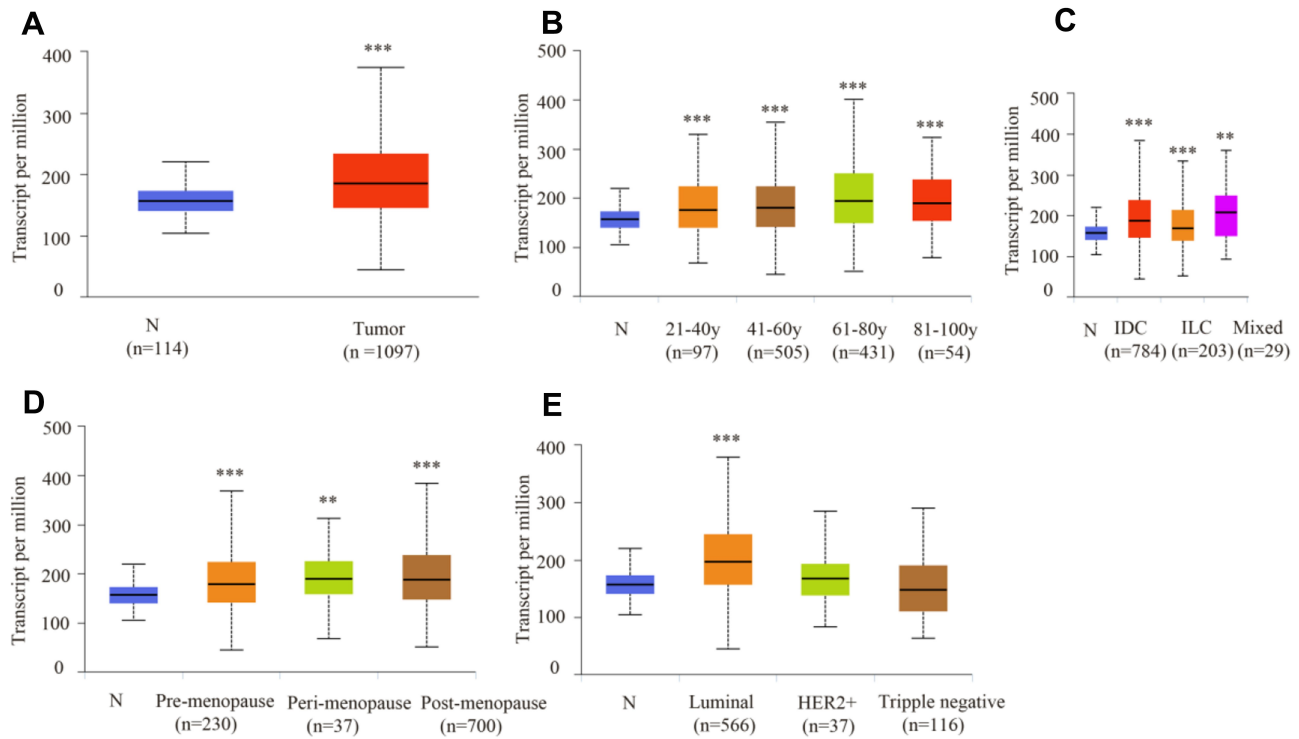 A
Transcript per million
400
300
200
100
0
***
N
(n=114)
Tumor
(n =1097)
B
Transcript per million
500
400
300
200
100
0
***
***
***
***
N
21-40y
(n=97)
41-60y
(n=505)
61-80y
(n=431)
81-100y
(n=54)
C
Transcript per million
500
400
300
200
100
0
***
***
**
N
IDC
(n=784)
ILC
(n=203)
Mixed
(n=29)
D
Transcript per million
500
400
300
200
100
0
***
**
***
N
Pre-menopause
(n=230)
Peri-menopause
(n=37)
Post-menopause
(n=700)
E
Transcript per million
400
300
200
100
0
***
N
Luminal
(n=566)
HER2+
(n=37)
Tripple negative
(n=116)